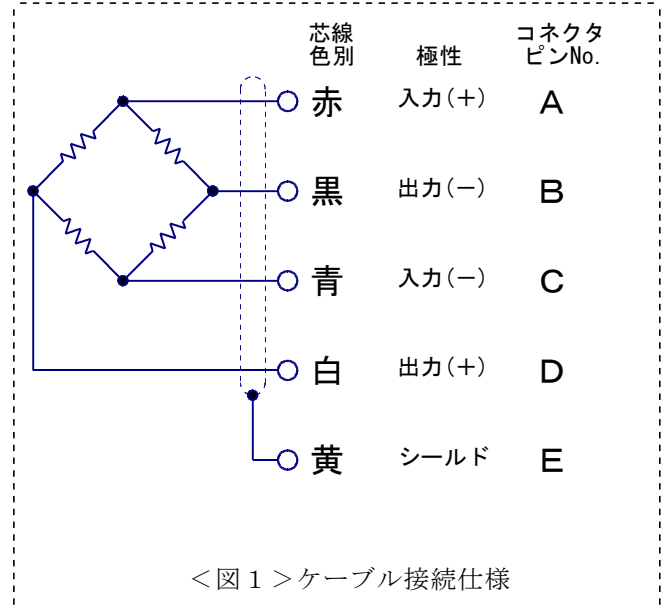 芯線 コネクタ
色別 極性 ピンNo.
赤 入力(+) A
黒 出力(−) B
青 入力(−) C
白 出力(+) D
黄 シールド E
<図1>ケーブル接続仕様